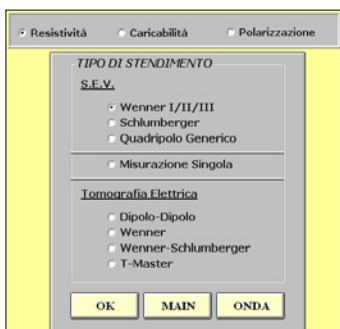 Resistività Caricabilità Polarizzazione
TIPO DI STENDIMENTO
S.E.V.
Wenner I/II/III
Schlumberger
Quadripolo Generico
Misurazione Singola
Tomografia Elettrica
Dipolo-Dipolo
Wenner
Wenner-Schlumberger
T-Master
OK MAIN ONDA